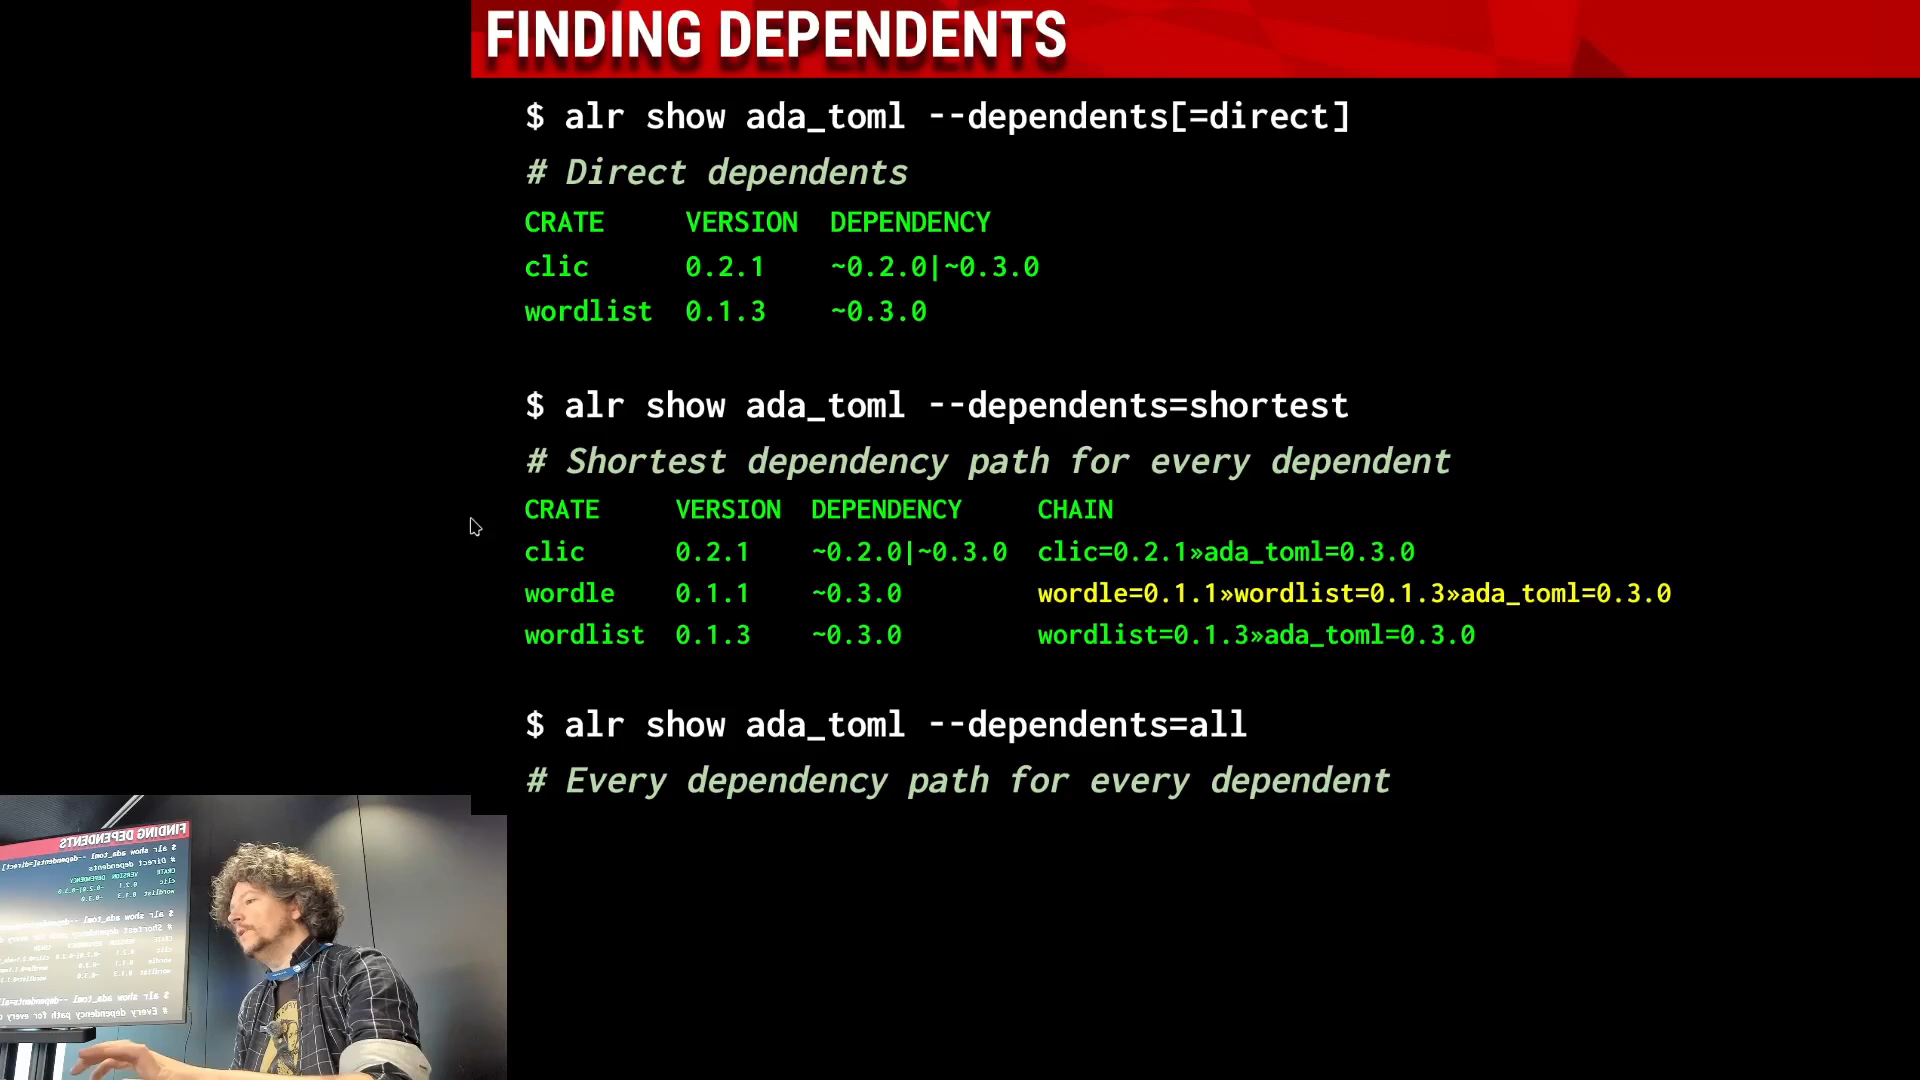 FINDING DEPENDENTS
$ alr show ada_toml --dependents[=direct]
# Direct dependents
CRATE VERSION DEPENDENCY
clic 0.2.1 ~0.2.0|~0.3.0
wordlist 0.1.3 ~0.3.0
$ alr show ada_toml --dependents=shortest
# Shortest dependency path for every dependent
CRATE VERSION DEPENDENCY CHAIN
clic 0.2.1 ~0.2.0|~0.3.0 clic=0.2.1»ada_toml=0.3.0
wordle 0.1.1 ~0.3.0 wordle=0.1.1»wordlist=0.1.3»ada_toml=0.3.0
wordlist 0.1.3 ~0.3.0 wordlist=0.1.3»ada_toml=0.3.0
$ alr show ada_toml --dependents=all
# Every dependency path for every dependent